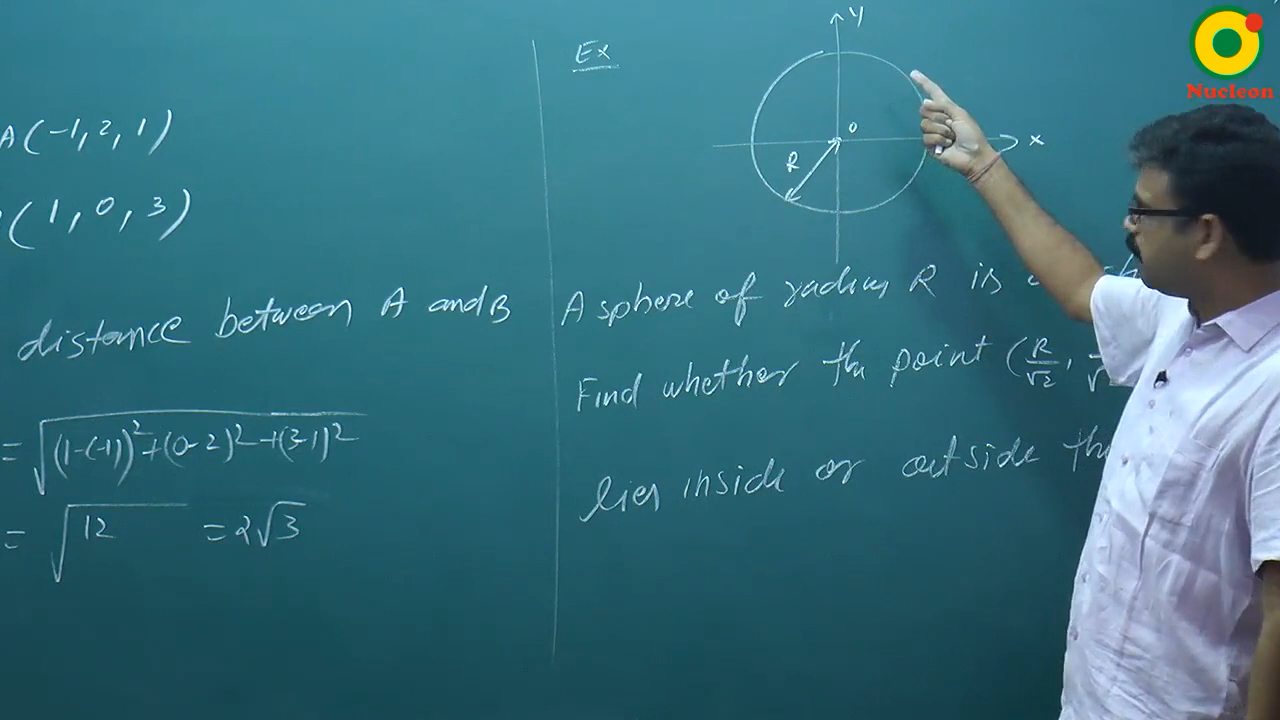 A(-1, 2, 1)
(1, 0, 3)
distance between A and B
= √((1-(-1))²+(0-2)²+(3-1)²)
= √12 = 2√3
Ex
y
0
x
R
A sphere of radius R is
Find whether the point (R/√2,
lies inside or outside the
Nucleon